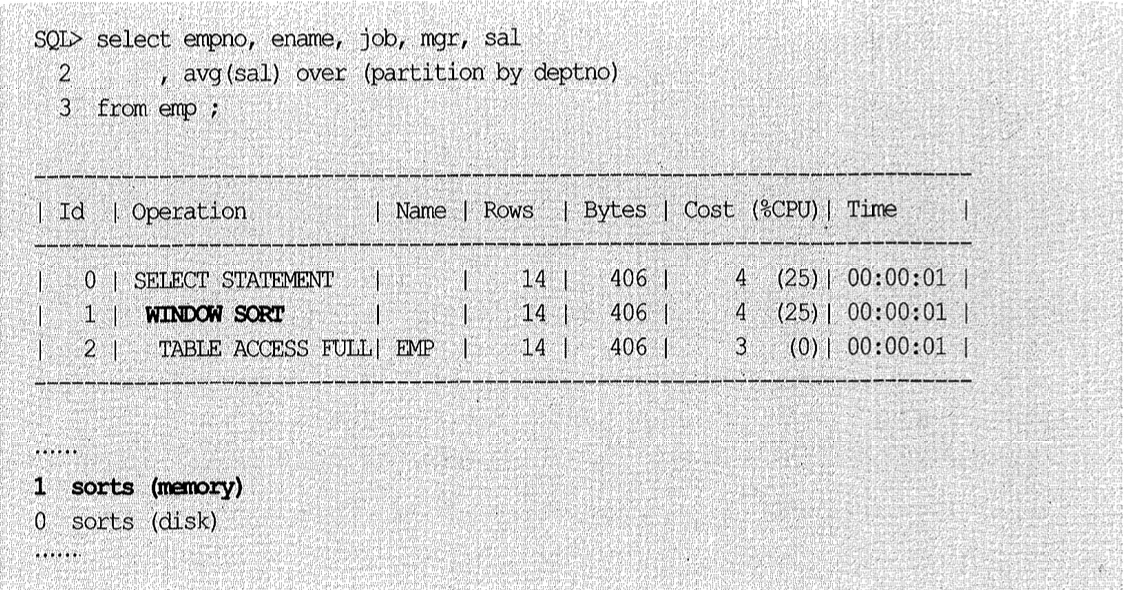 SQL> select empno, ename, job, mgr, sal
  2       , avg(sal) over (partition by deptno)
  3  from emp ;
| Id  | Operation          | Name | Rows  | Bytes | Cost (%CPU)| Time     |
|   0 | SELECT STATEMENT   |      |    14 |   406 |     4  (25)| 00:00:01 |
|   1 |  WINDOW SORT       |      |    14 |   406 |     4  (25)| 00:00:01 |
|   2 |   TABLE ACCESS FULL| EMP  |    14 |   406 |     3   (0)| 00:00:01 |
......
1  sorts (memory)
0  sorts (disk)
......